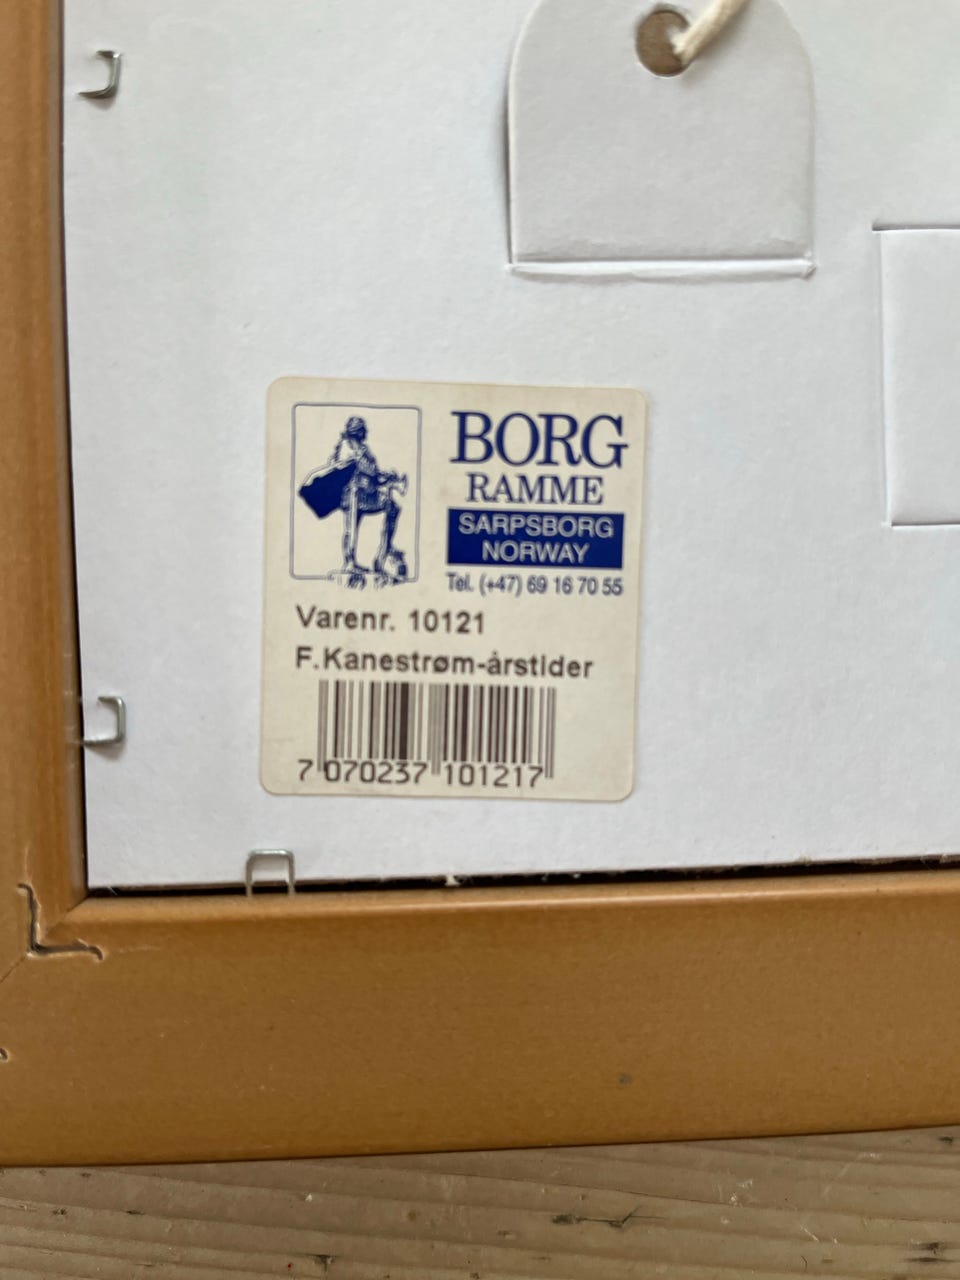 BORG
RAMME
SARPSBORG
NORWAY
Tel. (+47) 69 16 70 55
Varenr. 10121
F.Kanestrøm-årstider
7 070237 101217